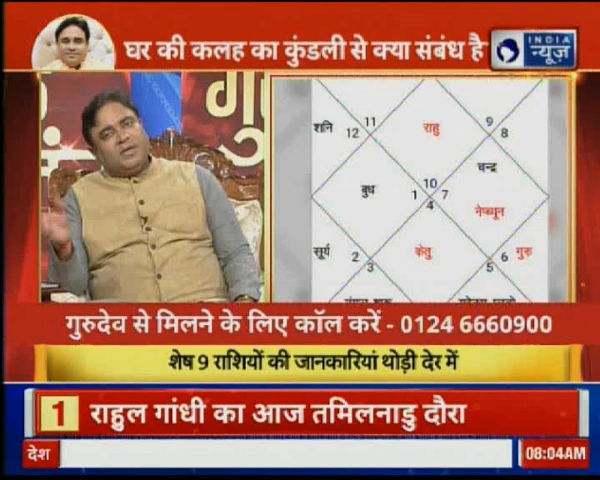 घर की कलह का कुंडली से क्या संबंध है
INDIA
न्यूज़
गु
11
9
शनि
12
राहु
8
चन्द्र
बुध
10
1
7
4
नेप्च्यून
सूर्य
2
केतु
6
गुरु
3
5
गुरुदेव से मिलने के लिए कॉल करें - 0124 6660900
शेष 9 राशियों की जानकारियां थोड़ी देर में
1 राहुल गांधी का आज तमिलनाडु दौरा
देश
08:04AM